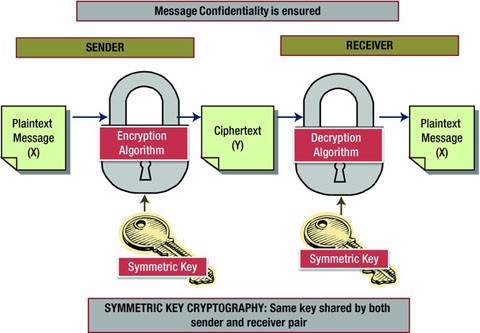 Message Confidentiality is ensured
SENDER
RECEIVER
Plaintext
Message
(X)
Encryption
Algorithm
Ciphertext
(Y)
Decryption
Algorithm
Plaintext
Message
(X)
Symmetric Key
Symmetric Key
SYMMETRIC KEY CRYPTOGRAPHY: Same key shared by both
sender and receiver pair